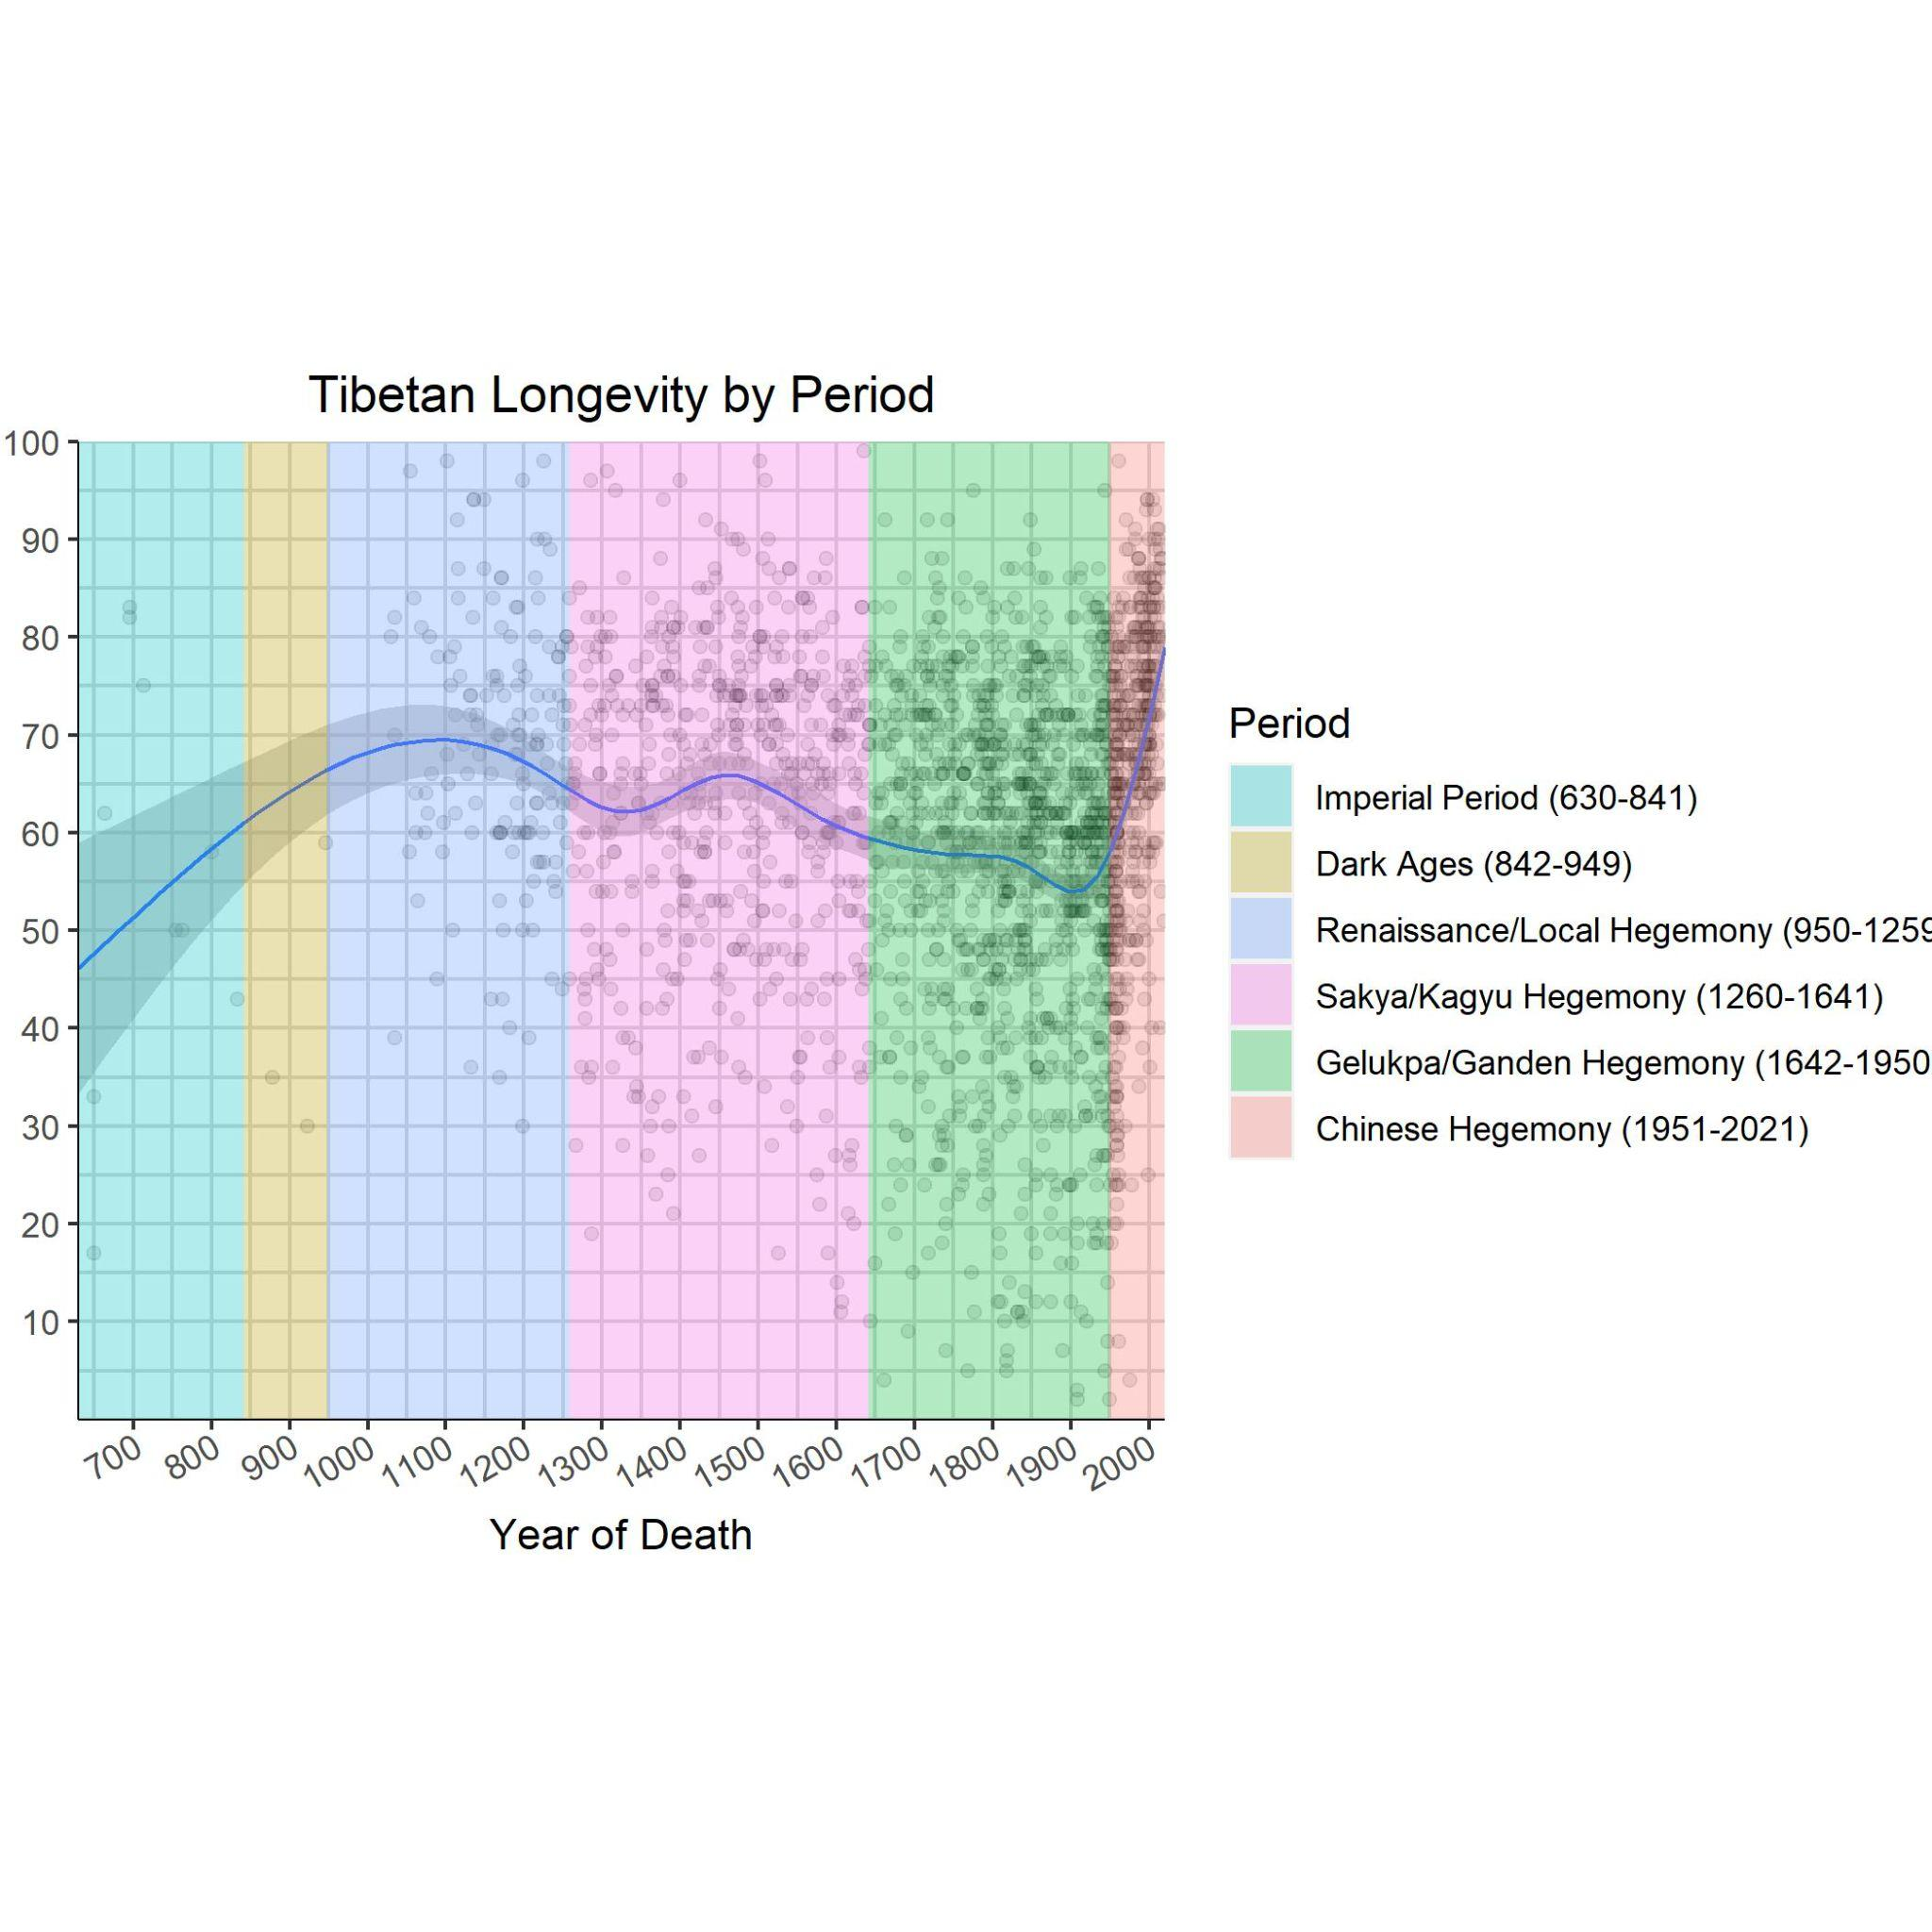 Tibetan Longevity by Period
100
90
80
70
60
50
40
30
20
10
700 800 900 1000 1100 1200 1300 1400 1500 1600 1700 1800 1900 2000
Year of Death
Period
Imperial Period (630-841)
Dark Ages (842-949)
Renaissance/Local Hegemony (950-1259
Sakya/Kagyu Hegemony (1260-1641)
Gelukpa/Ganden Hegemony (1642-1950
Chinese Hegemony (1951-2021)